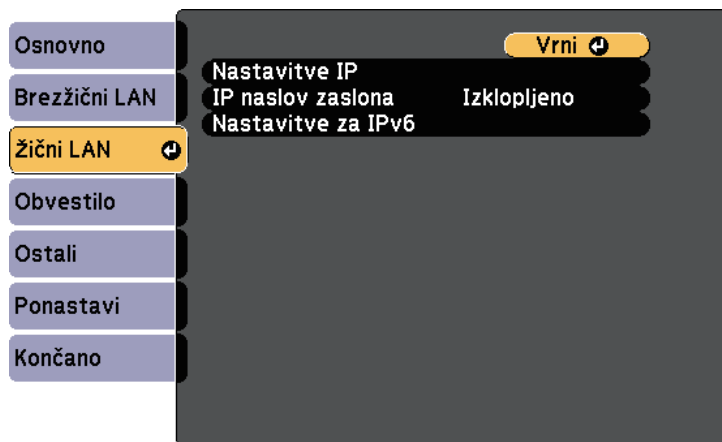 Osnovno
Brezžični LAN
Žični LAN
Obvestilo
Ostali
Ponastavi
Končano
Vrni
Nastavitve IP
IP naslov zaslona Izklopljeno
Nastavitve za IPv6